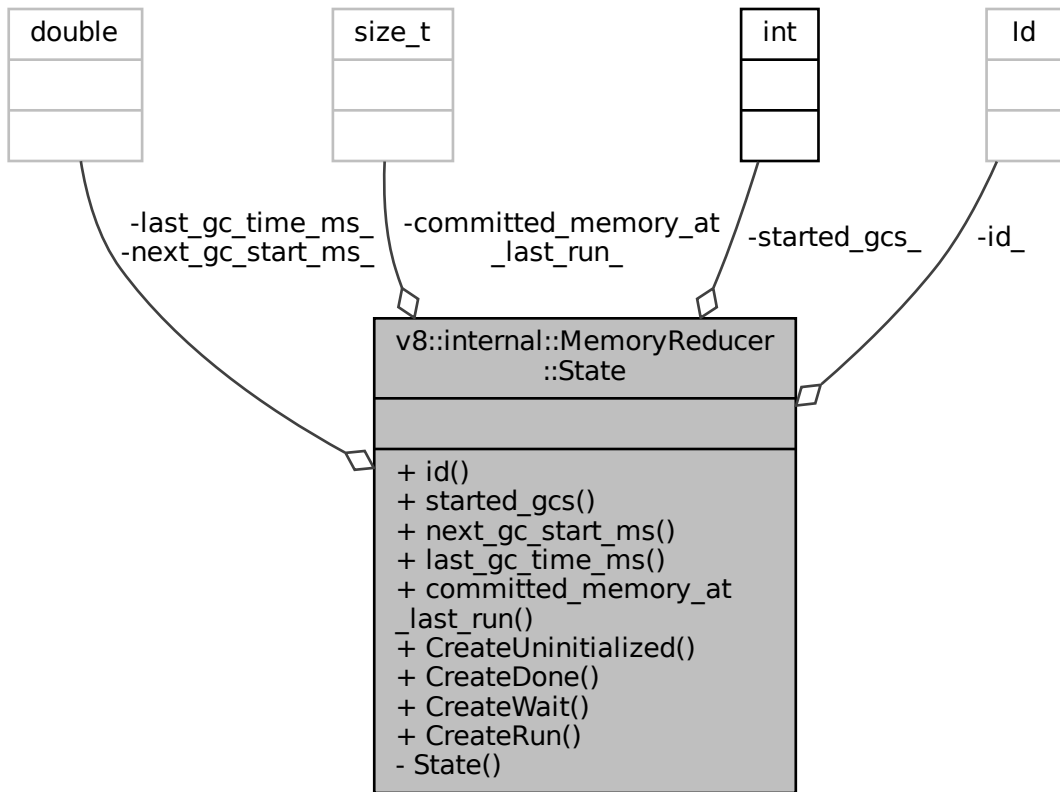 double
size_t
int
Id
-last_gc_time_ms_
-next_gc_start_ms_
-committed_memory_at
_last_run_
-started_gcs_
-id_
v8::internal::MemoryReducer
::State
+ id()
+ started_gcs()
+ next_gc_start_ms()
+ last_gc_time_ms()
+ committed_memory_at
_last_run()
+ CreateUninitialized()
+ CreateDone()
+ CreateWait()
+ CreateRun()
- State()